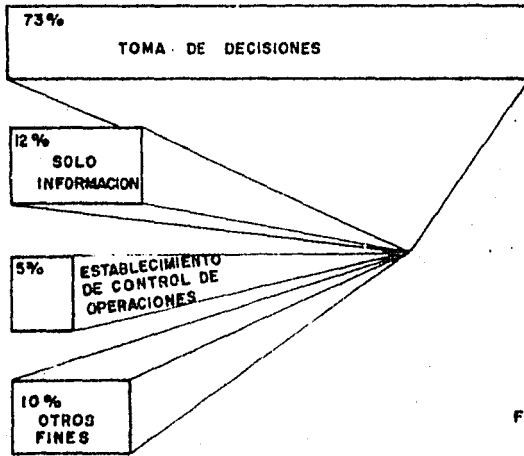 73%
TOMA DE DECISIONES
12%
SOLO
INFORMACION
5%
ESTABLECIMIENTO
DE CONTROL DE
OPERACIONES
10%
OTROS
FINES
F